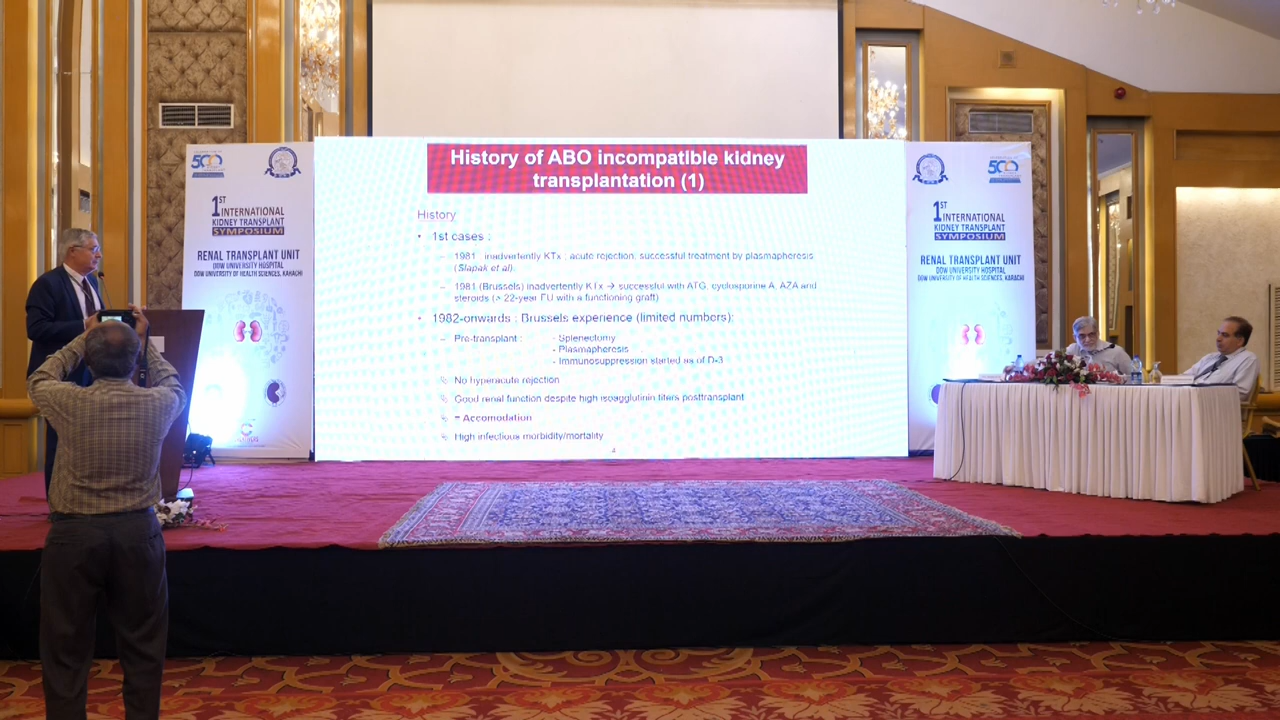 500
1ST
INTERNATIONAL
KIDNEY TRANSPLANT
SYMPOSIUM
RENAL TRANSPLANT UNIT
DOW UNIVERSITY HOSPITAL
DOW UNIVERSITY OF HEALTH SCIENCES, KARACHI
History of ABO incompatible kidney
transplantation (1)
History
• 1st cases :
– 1981 inadvertently KTx : acute rejection, successful treatment by plasmapheresis
(Slapak et al).
– 1981 (Brussels) inadvertently KTx → successful with ATG, cyclosporine A, AZA and
steroids (> 22-year FU with a functioning graft)
• 1982-onwards : Brussels experience (limited numbers):
– Pre-transplant : - Splenectomy
- Plasmapheresis
- Immunosuppression started as of D-3
No hyperacute rejection
Good renal function despite high isoagglutinin titers posttransplant
= Accomodation
High infectious morbidity/mortality
4
500
1ST
INTERNATIONAL
KIDNEY TRANSPLANT
SYMPOSIUM
RENAL TRANSPLANT UNIT
DOW UNIVERSITY HOSPITAL
DOW UNIVERSITY OF HEALTH SCIENCES, KARACHI